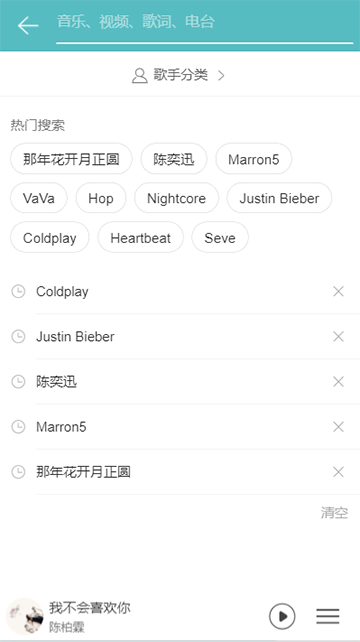 音乐、视频、歌词、电台
歌手分类
热门搜索
那年花开月正圆 陈奕迅 Marron5
VaVa Hop Nightcore Justin Bieber
Coldplay Heartbeat Seve
Coldplay
Justin Bieber
陈奕迅
Marron5
那年花开月正圆
清空
我不会喜欢你
陈柏霖